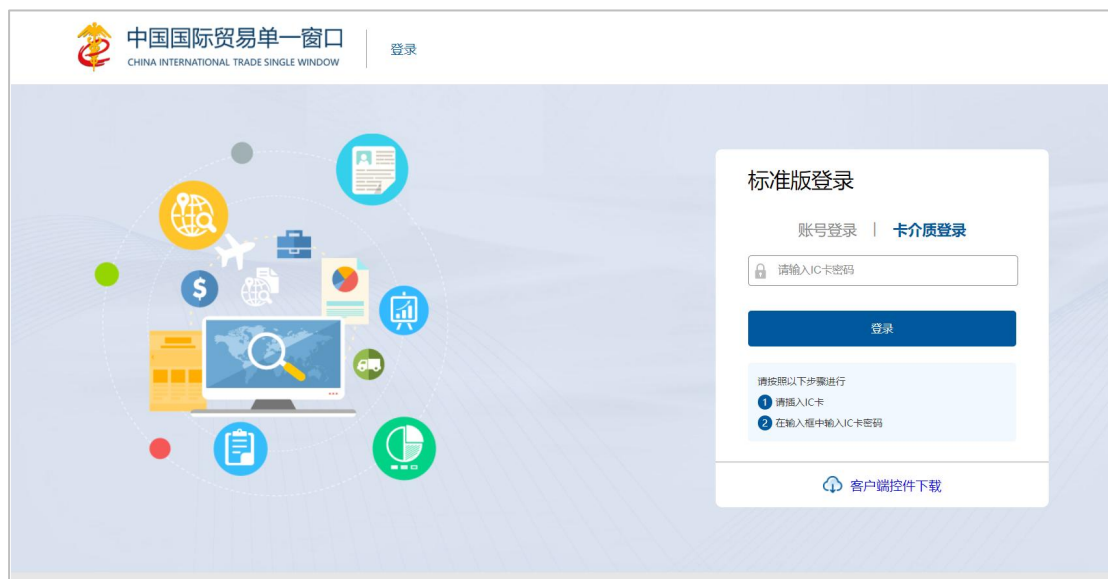 中国国际贸易单一窗口
CHINA INTERNATIONAL TRADE SINGLE WINDOW
登录
标准版登录
账号登录 | 卡介质登录
请输入IC卡密码
登录
请按照以下步骤进行
1 请插入IC卡
2 在输入框中输入IC卡密码
客户端控件下载